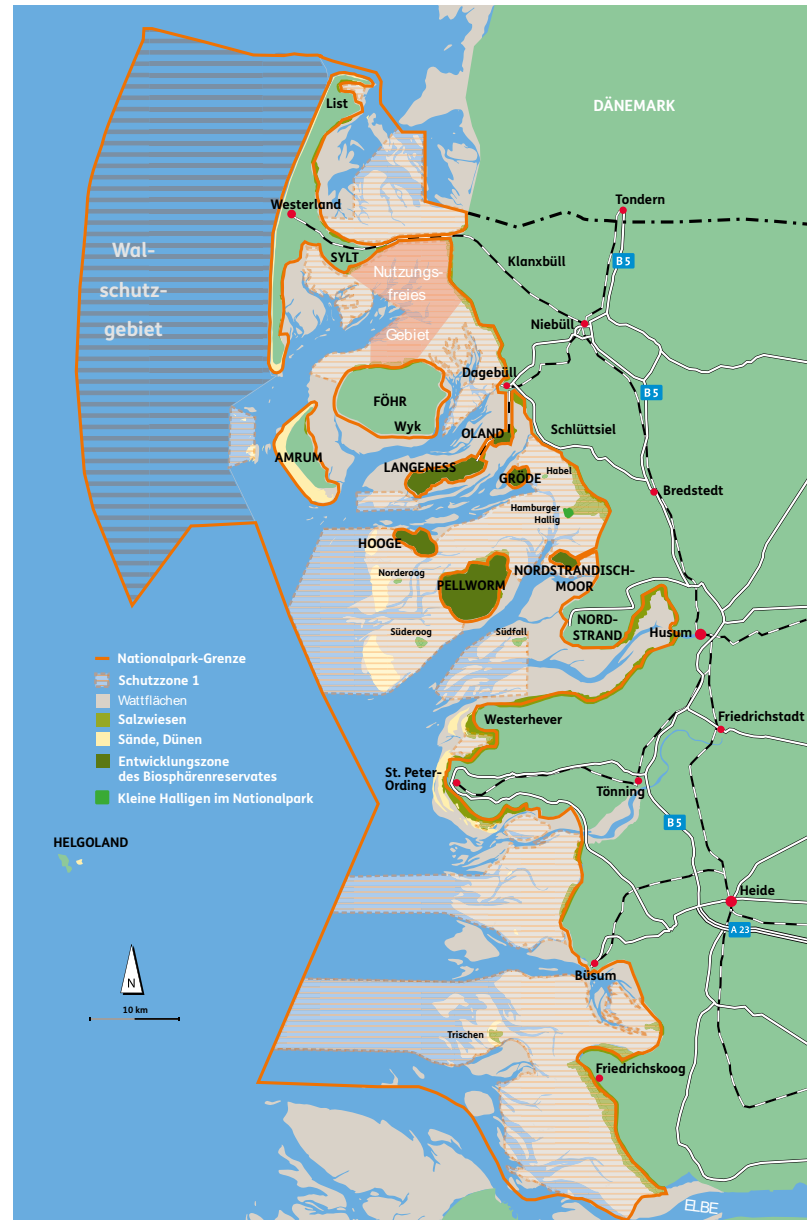 List
DÄNEMARK
Tondern
Westerland
SYLT
Klanxbüll
B 5
Wal-
schutz-
gebiet
Nutzungs-
freies
Gebiet
Niebüll
Dagebüll
B 5
FÖHR
Wyk
OLAND
Schlüttsiel
AMRUM
LANGENESS
GRÖDE
Habel
Bredstedt
Hamburger
Hallig
HOOGE
Norderoog
PELLWORM
NORDSTRANDISCH-
MOOR
Süderoog
Südfall
NORD-
STRAND
Husum
Nationalpark-Grenze
Schutzzone 1
Wattflächen
Salzwiesen
Sände, Dünen
Entwicklungszone
des Biosphärenreservates
Kleine Halligen im Nationalpark
Westerhever
Friedrichstadt
St. Peter-
Ording
Tönning
B 5
HELGOLAND
Heide
A 23
N
10 km
Büsum
Trischen
Friedrichskoog
ELBE